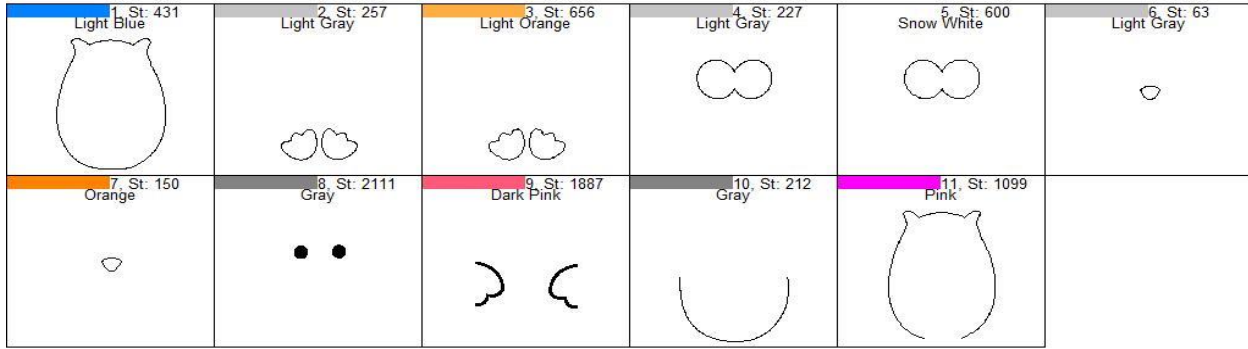 1, St: 431
Light Blue
2, St: 257
Light Gray
3, St: 656
Light Orange
4, St: 227
Light Gray
5, St: 600
Snow White
6, St: 63
Light Gray
7, St: 150
Orange
8, St: 2111
Gray
9, St: 1887
Dark Pink
10, St: 212
Gray
11, St: 1099
Pink